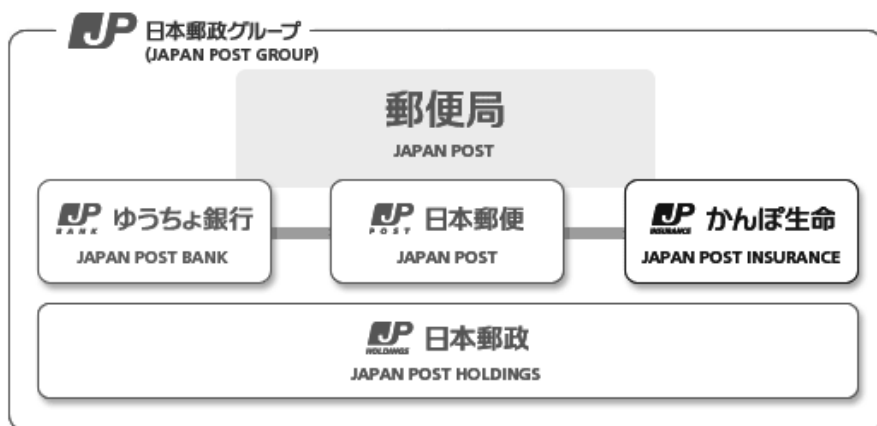 JP 日本郵政グループ
(JAPAN POST GROUP)
郵便局
JAPAN POST
JP BANK ゆうちょ銀行
JAPAN POST BANK
JP POST 日本郵便
JAPAN POST
JP INSURANCE かんぽ生命
JAPAN POST INSURANCE
JP HOLDINGS 日本郵政
JAPAN POST HOLDINGS